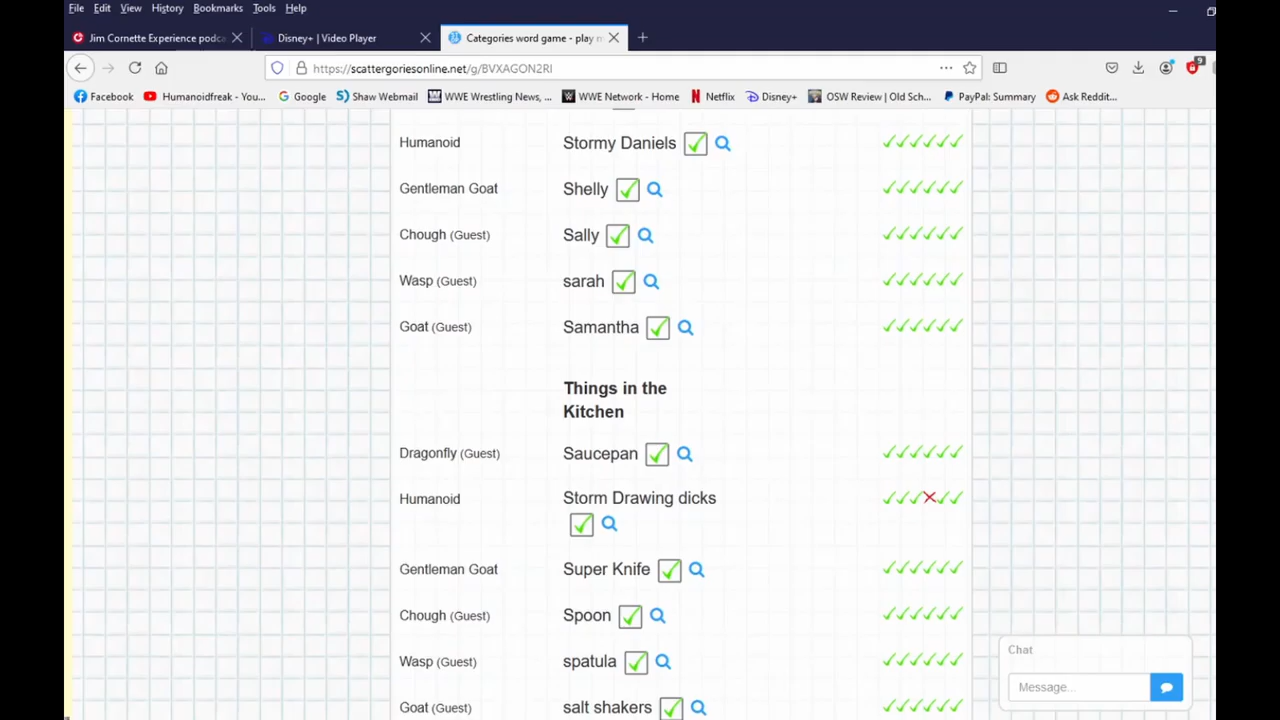 File Edit View History Bookmarks Tools Help
Jim Cornette Experience podca Disney+ | Video Player Categories word game - play m
https://scattergoriesonline.net/g/BVXAGON2RI
9
Facebook Humanoidfreak - You... Google Shaw Webmail WWE Wrestling News, ... WWE Network - Home Netflix Disney+ OSW Review | Old Sch... PayPal: Summary Ask Reddit...
Humanoid Stormy Daniels
Gentleman Goat Shelly
Chough (Guest) Sally
Wasp (Guest) sarah
Goat (Guest) Samantha
Things in the
Kitchen
Dragonfly (Guest) Saucepan
Humanoid Storm Drawing dicks
Gentleman Goat Super Knife
Chough (Guest) Spoon
Wasp (Guest) spatula
Goat (Guest) salt shakers
Chat
Message...